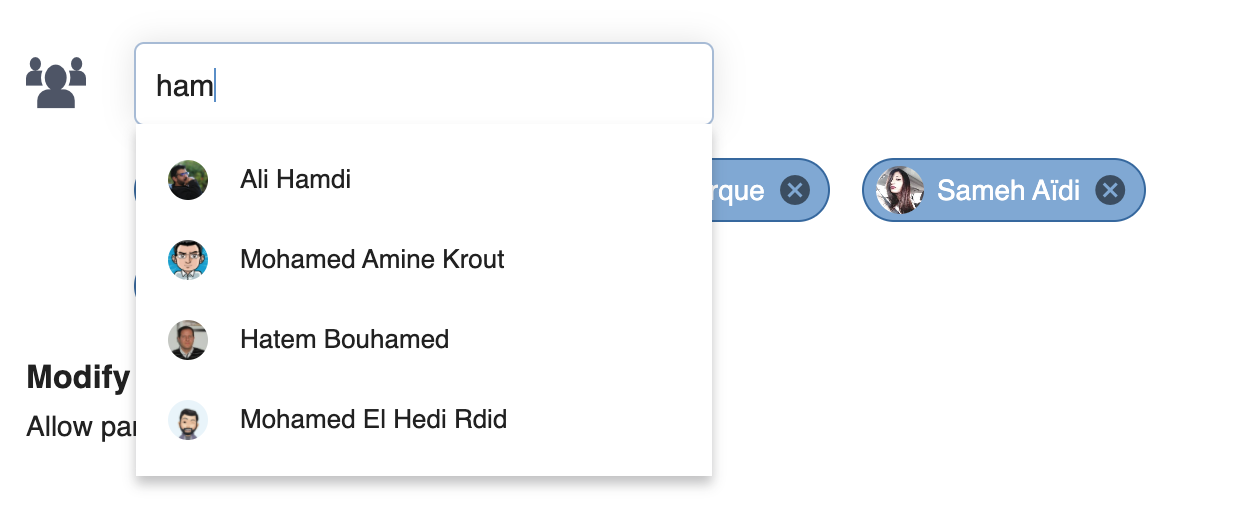 ham
Ali Hamdi
rque
Sameh Aïdi
Mohamed Amine Krout
Hatem Bouhamed
Modify
Mohamed El Hedi Rdid
Allow par